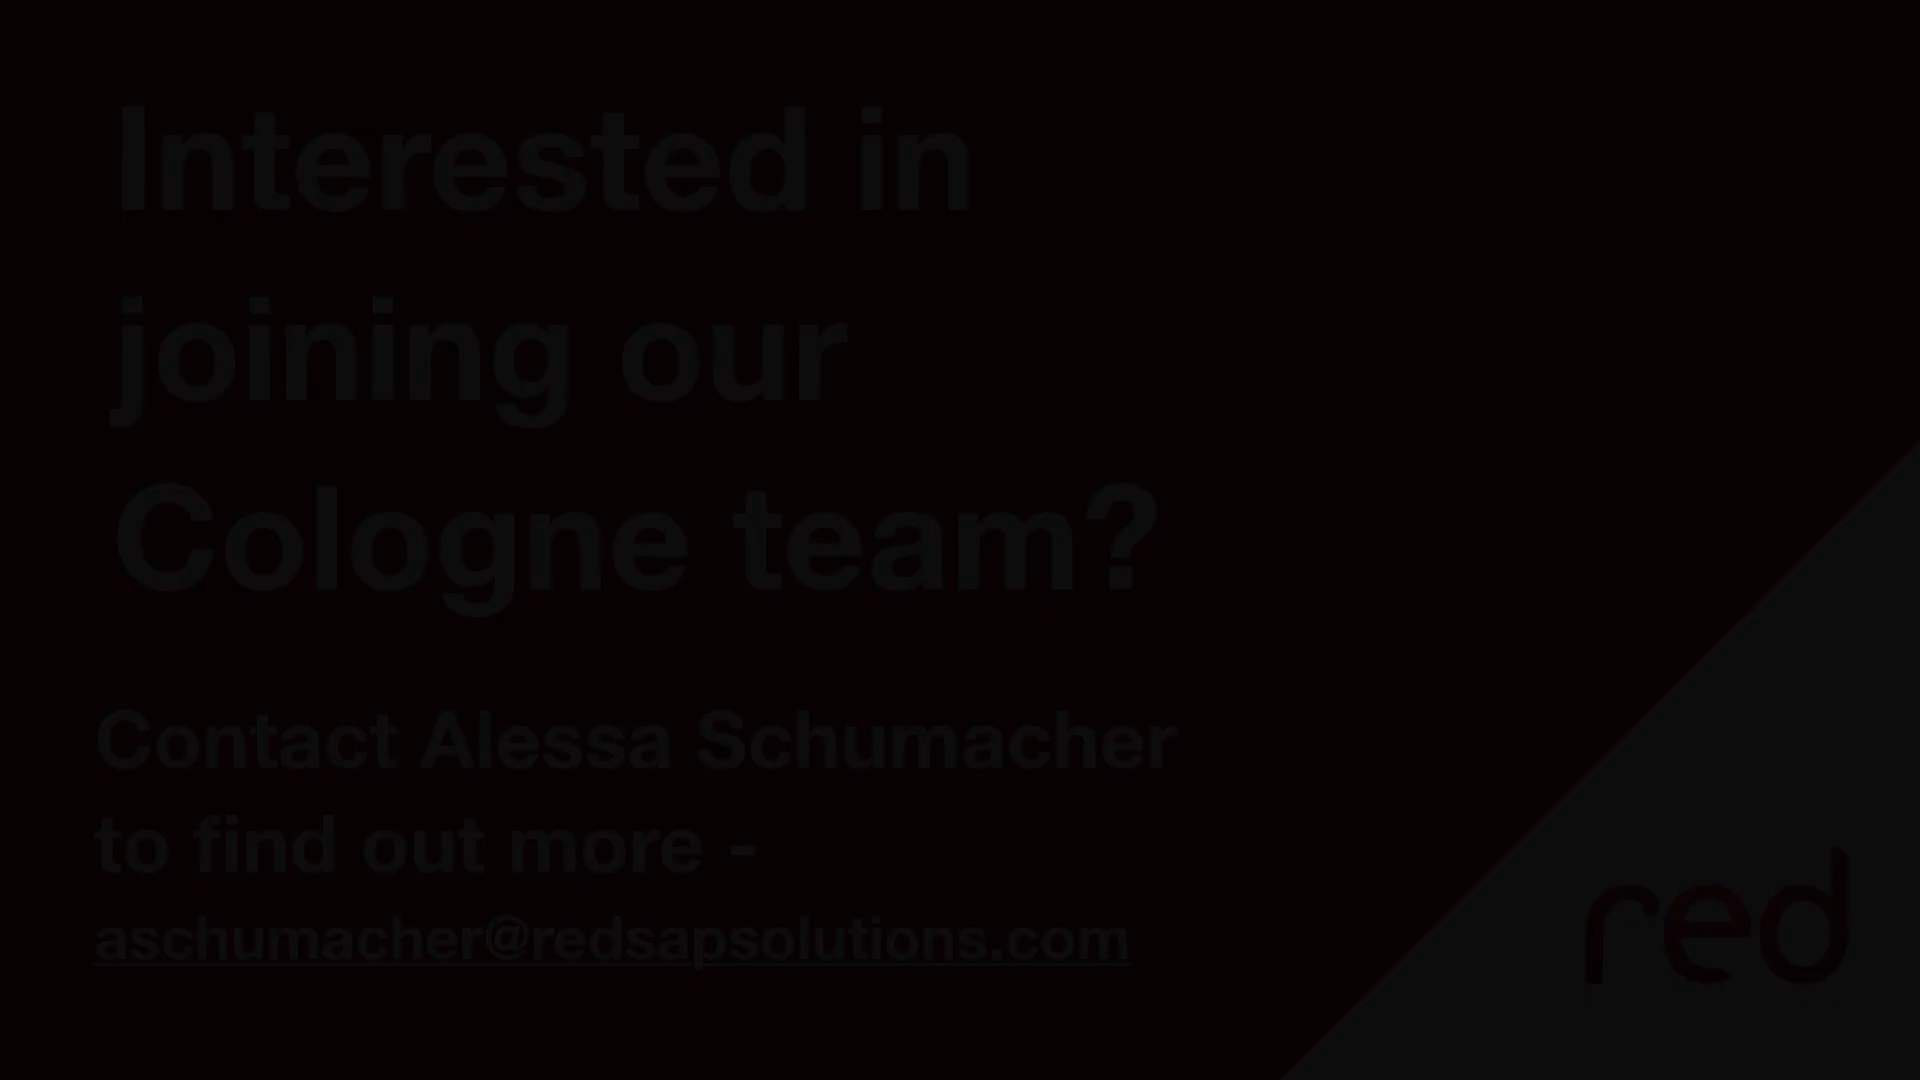 Interested in
joining our
Cologne team?
Contact Alessa Schumacher
to find out more -
aschumacher@redsapsolutions.com
red